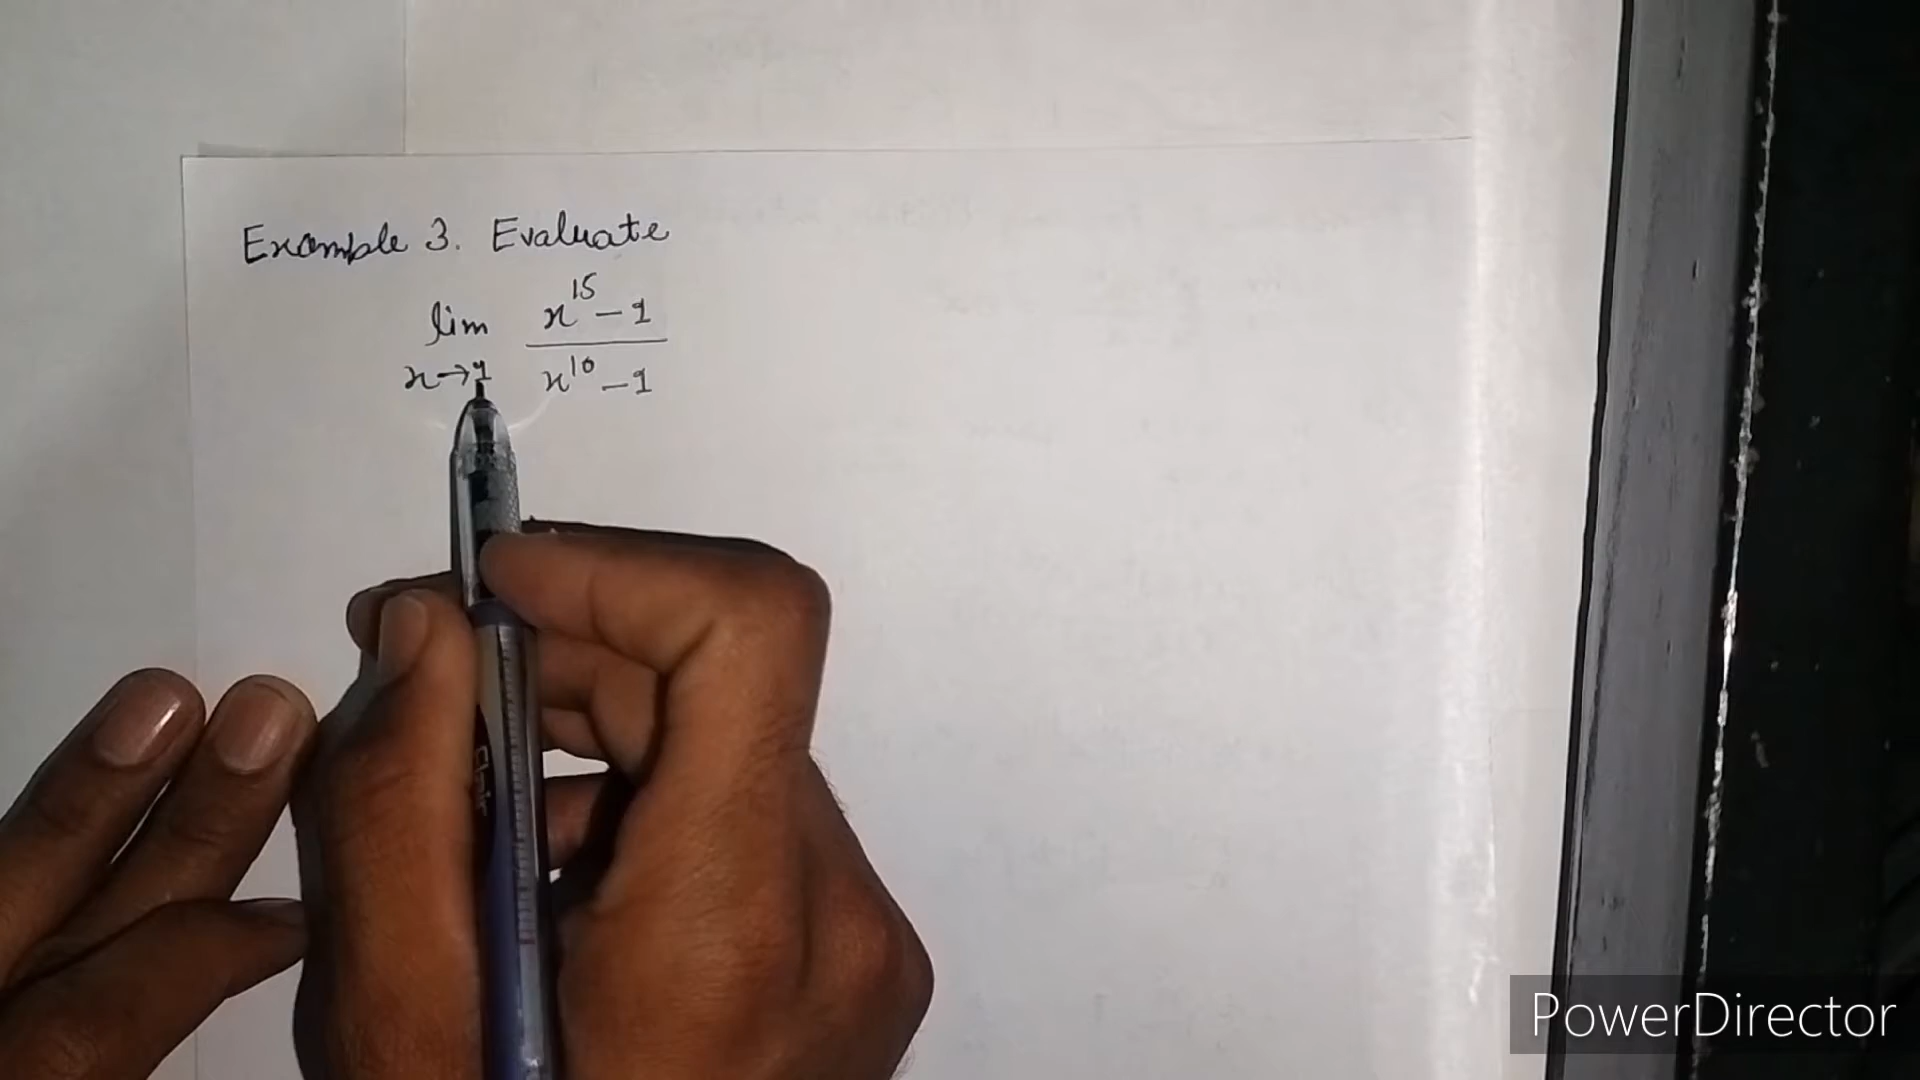 Example 3. Evaluate
lim x→1 (x^15 - 1)/(x^10 - 1)
PowerDirector